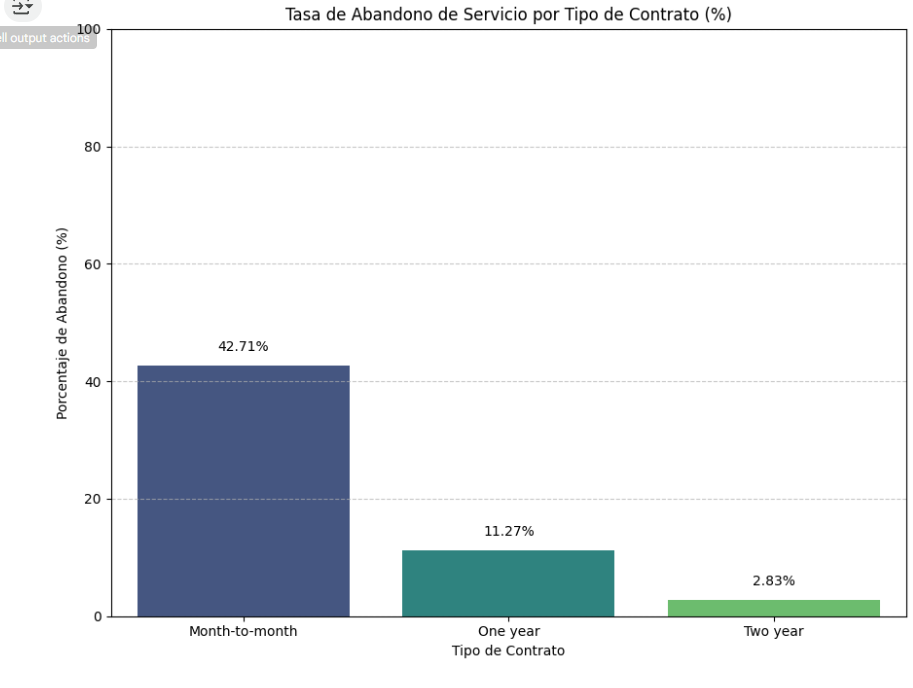 Tasa de Abandono de Servicio por Tipo de Contrato (%)
ell output actions
100
80
60
40
20
0
Porcentaje de Abandono (%)
42.71%
11.27%
2.83%
Month-to-month
One year
Two year
Tipo de Contrato